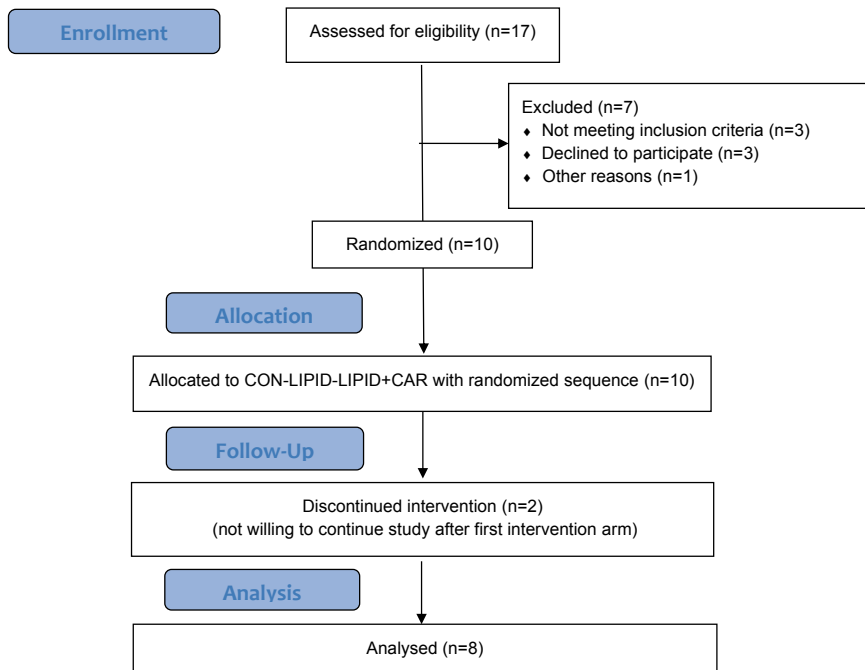 Enrollment
Assessed for eligibility (n=17)
Excluded (n=7)
♦ Not meeting inclusion criteria (n=3)
♦ Declined to participate (n=3)
♦ Other reasons (n=1)
Randomized (n=10)
Allocation
Allocated to CON-LIPID-LIPID+CAR with randomized sequence (n=10)
Follow-Up
Discontinued intervention (n=2)
(not willing to continue study after first intervention arm)
Analysis
Analysed (n=8)